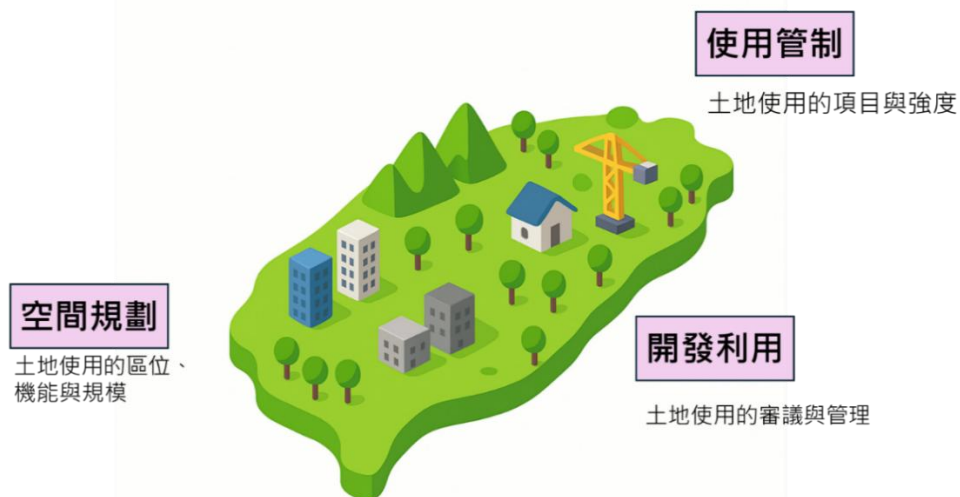 使用管制
土地使用的項目與強度
空間規劃
土地使用的區位、
機能與規模
開發利用
土地使用的審議與管理